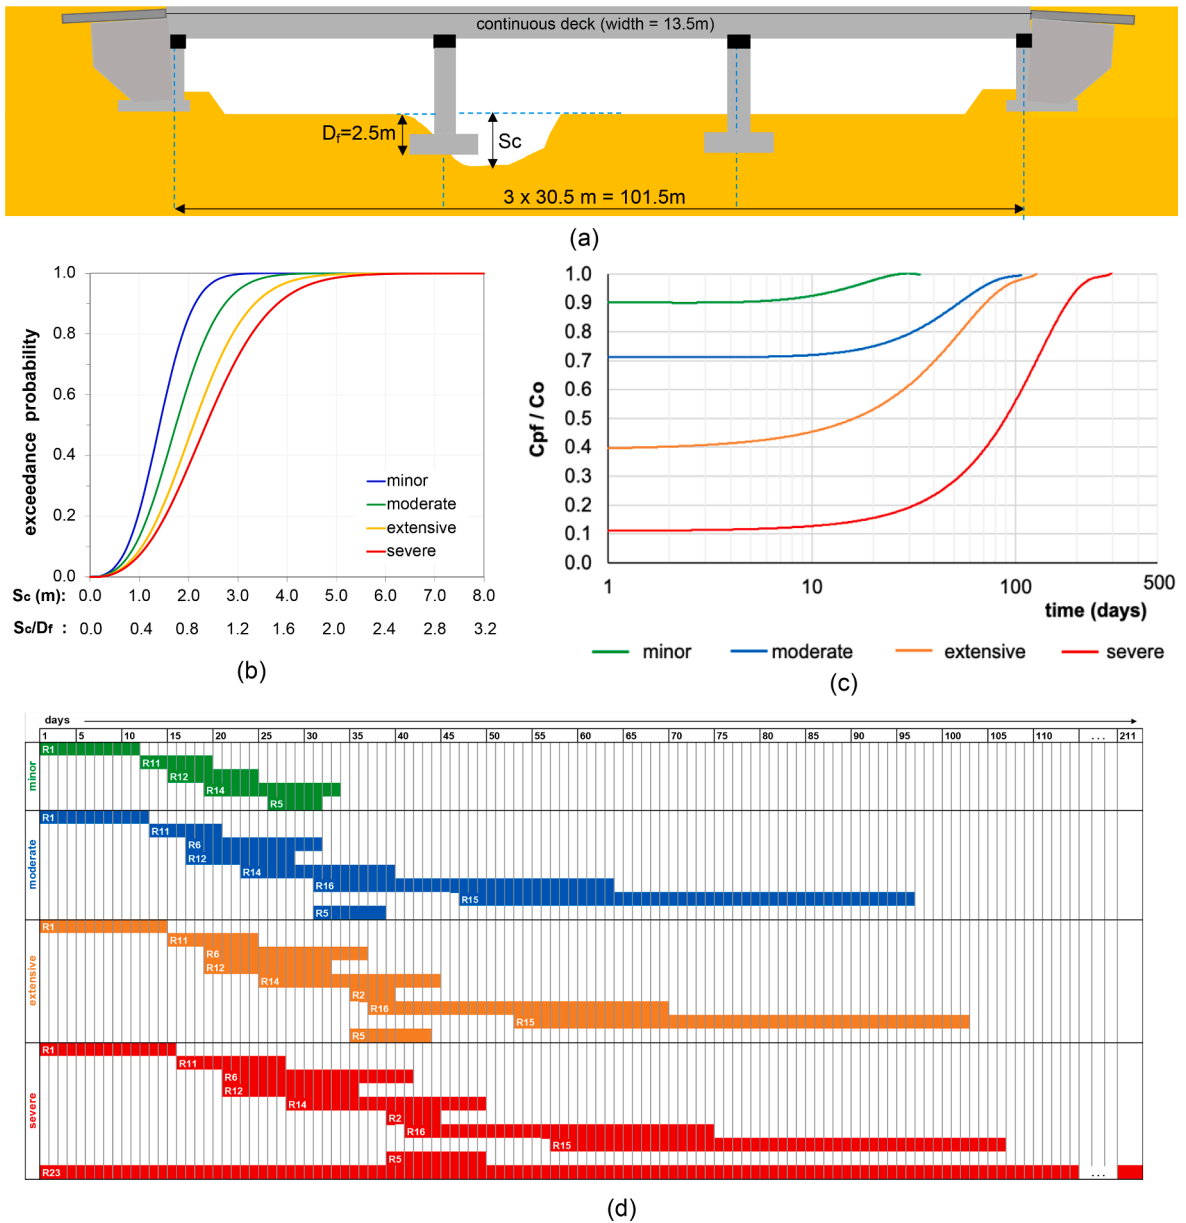 continuous deck (width = 13.5m)
Df=2.5m
Sc
3 x 30.5 m = 101.5m
(a)
exceedance probability
1.0
0.8
0.6
0.4
0.2
0.0
minor
moderate
extensive
severe
Sc (m): 0.0 1.0 2.0 3.0 4.0 5.0 6.0 7.0 8.0
Sc/Df : 0.0 0.4 0.8 1.2 1.6 2.0 2.4 2.8 3.2
(b)
Cpf / Co
1.0
0.9
0.8
0.7
0.6
0.5
0.4
0.3
0.2
0.1
0.0
1 10 100 500
time (days)
minor moderate extensive severe
(c)
days
1 5 10 15 20 25 30 35 40 45 50 55 60 65 70 75 80 85 90 95 100 105 110 ... 211
minor
R1
R11
R12
R14
R5
moderate
R1
R11
R6
R12
R14
R16
R15
R5
extensive
R1
R11
R6
R12
R14
R2
R16
R15
R5
severe
R1
R11
R6
R12
R14
R2
R16
R15
R5
R23 ...
(d)